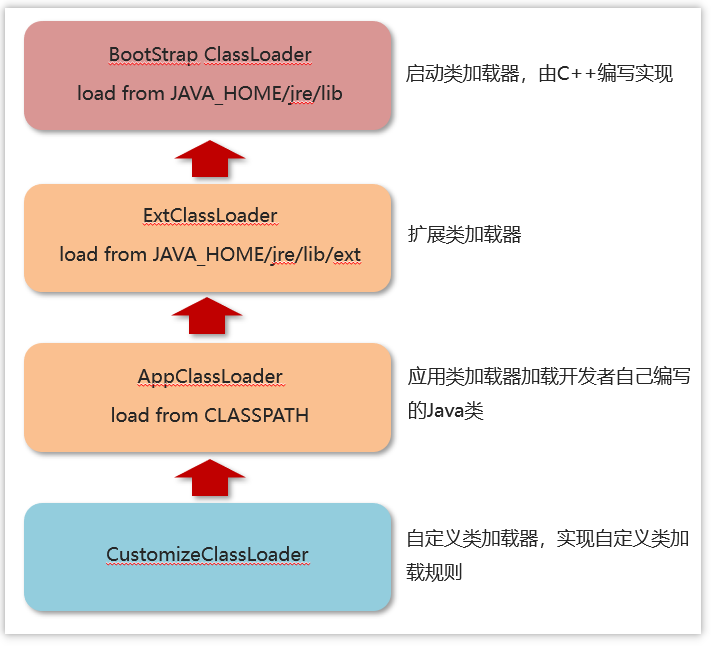 BootStrap ClassLoader
load from JAVA_HOME/jre/lib
启动类加载器，由C++编写实现
ExtClassLoader
load from JAVA_HOME/jre/lib/ext
扩展类加载器
AppClassLoader
load from CLASSPATH
应用类加载器加载开发者自己编写
的Java类
CustomizeClassLoader
自定义类加载器，实现自定义类加
载规则